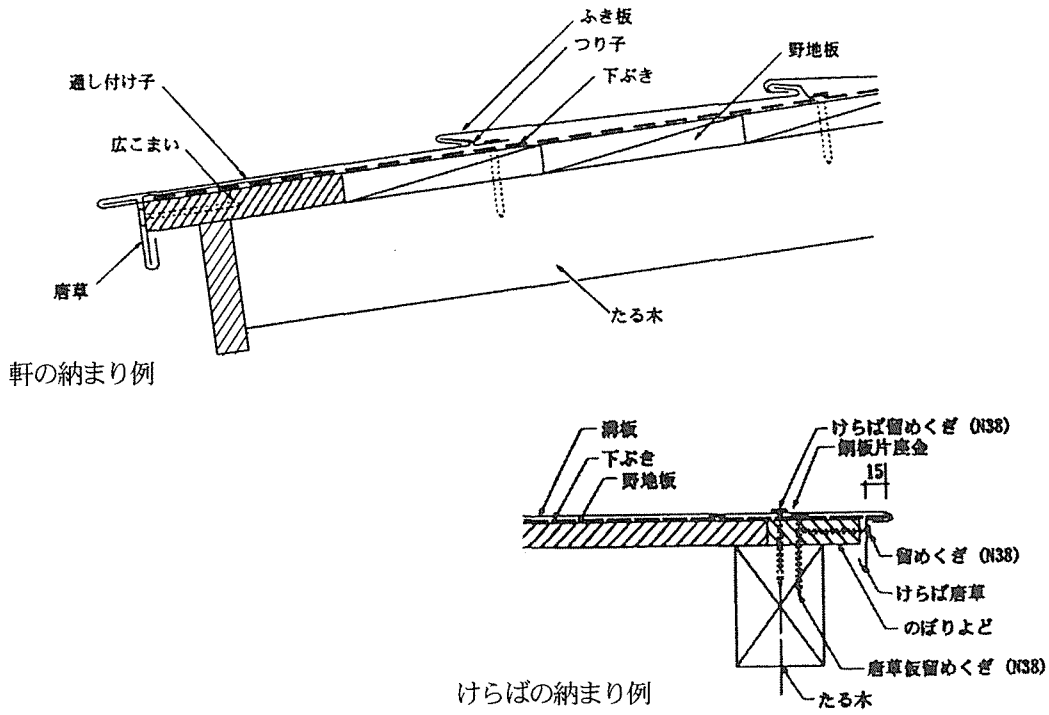 ふき板
つり子
下ぶき
野地板
通し付け子
広こまい
唐草
たる木
軒の納まり例
溝板
下ぶき
野地板
けらば留めくぎ (N38)
鋼板片座金
15
留めくぎ (N38)
けらば唐草
のぼりよど
唐草仮留めくぎ (N38)
たる木
けらばの納まり例